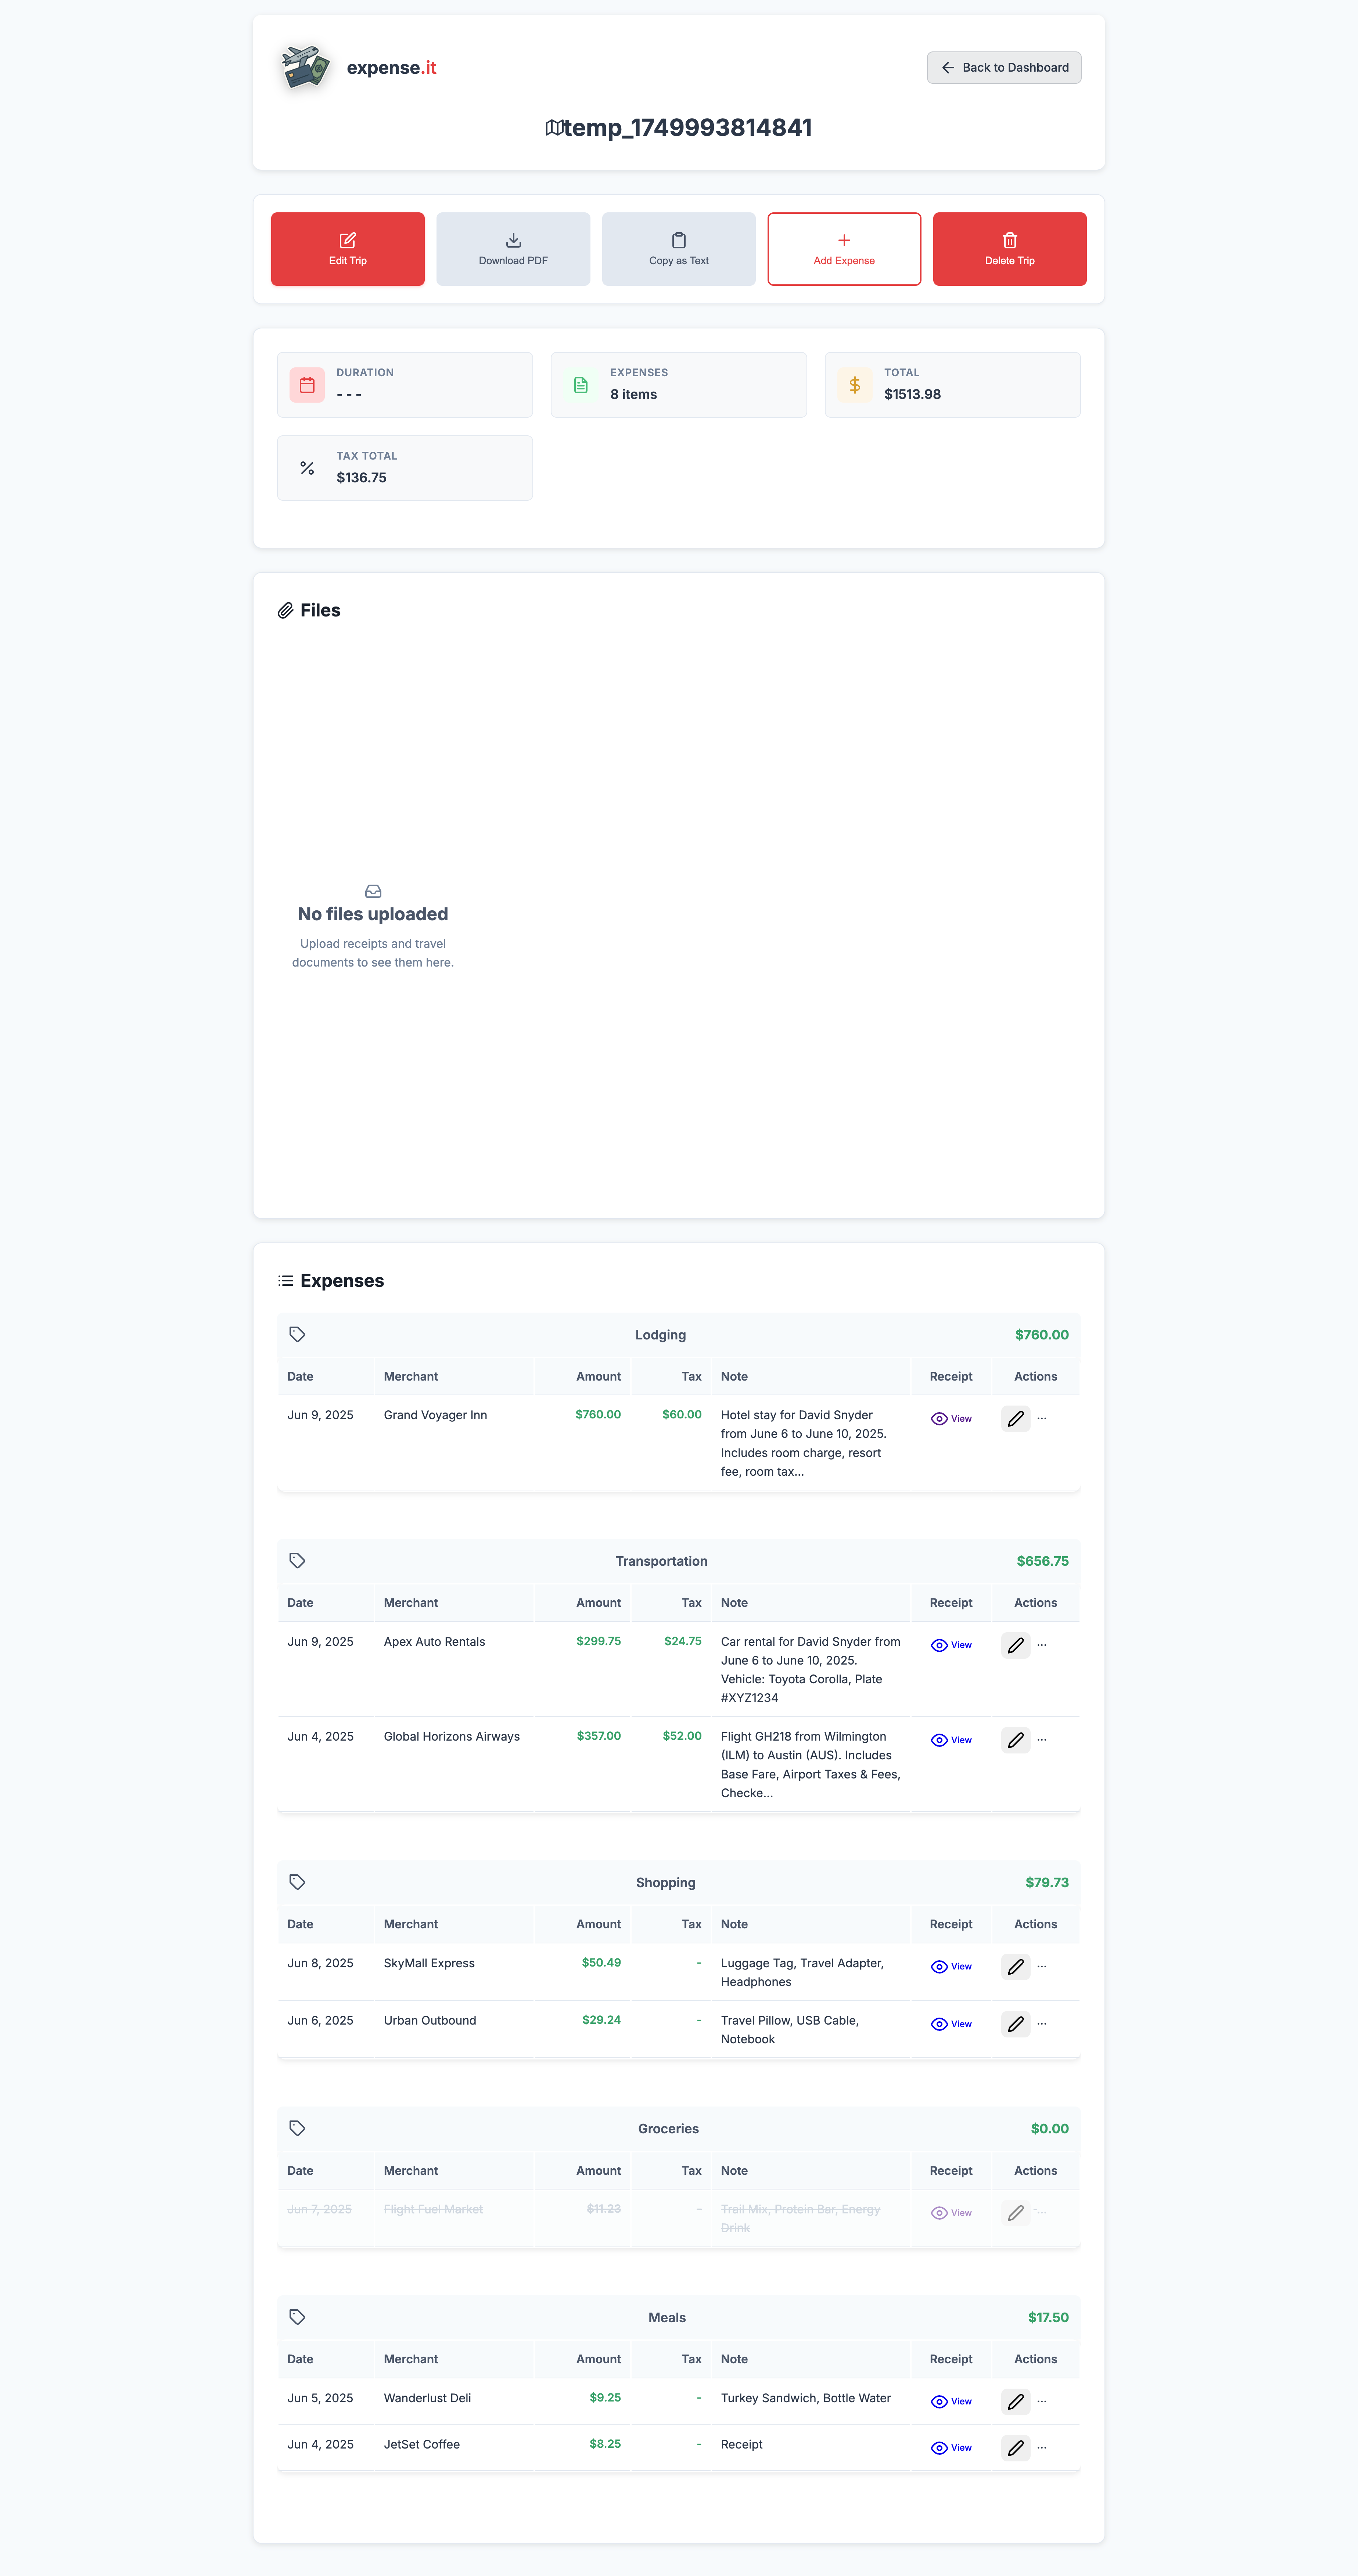 expense.it
Back to Dashboard
temp_1749993814841
Edit Trip
Download PDF
Copy as Text
Add Expense
Delete Trip
DURATION
- - -
EXPENSES
8 items
TOTAL
$1513.98
TAX TOTAL
$136.75
Files
No files uploaded
Upload receipts and travel
documents to see them here.
Expenses
Lodging $760.00
Date Merchant Amount Tax Note Receipt Actions
Jun 9, 2025 Grand Voyager Inn $760.00 $60.00 Hotel stay for David Snyder View ...
from June 6 to June 10, 2025.
Includes room charge, resort
fee, room tax...
Transportation $656.75
Date Merchant Amount Tax Note Receipt Actions
Jun 9, 2025 Apex Auto Rentals $299.75 $24.75 Car rental for David Snyder from View ...
June 6 to June 10, 2025.
Vehicle: Toyota Corolla, Plate
#XYZ1234
Jun 4, 2025 Global Horizons Airways $357.00 $52.00 Flight GH218 from Wilmington View ...
(ILM) to Austin (AUS). Includes
Base Fare, Airport Taxes & Fees,
Checke...
Shopping $79.73
Date Merchant Amount Tax Note Receipt Actions
Jun 8, 2025 SkyMall Express $50.49 - Luggage Tag, Travel Adapter, View ...
Headphones
Jun 6, 2025 Urban Outbound $29.24 - Travel Pillow, USB Cable, View ...
Notebook
Groceries $0.00
Date Merchant Amount Tax Note Receipt Actions
Jun 7, 2025 Flight Fuel Market $11.23 - Trail Mix, Protein Bar, Energy View ...
Drink
Meals $17.50
Date Merchant Amount Tax Note Receipt Actions
Jun 5, 2025 Wanderlust Deli $9.25 - Turkey Sandwich, Bottle Water View ...
Jun 4, 2025 JetSet Coffee $8.25 - Receipt View ...